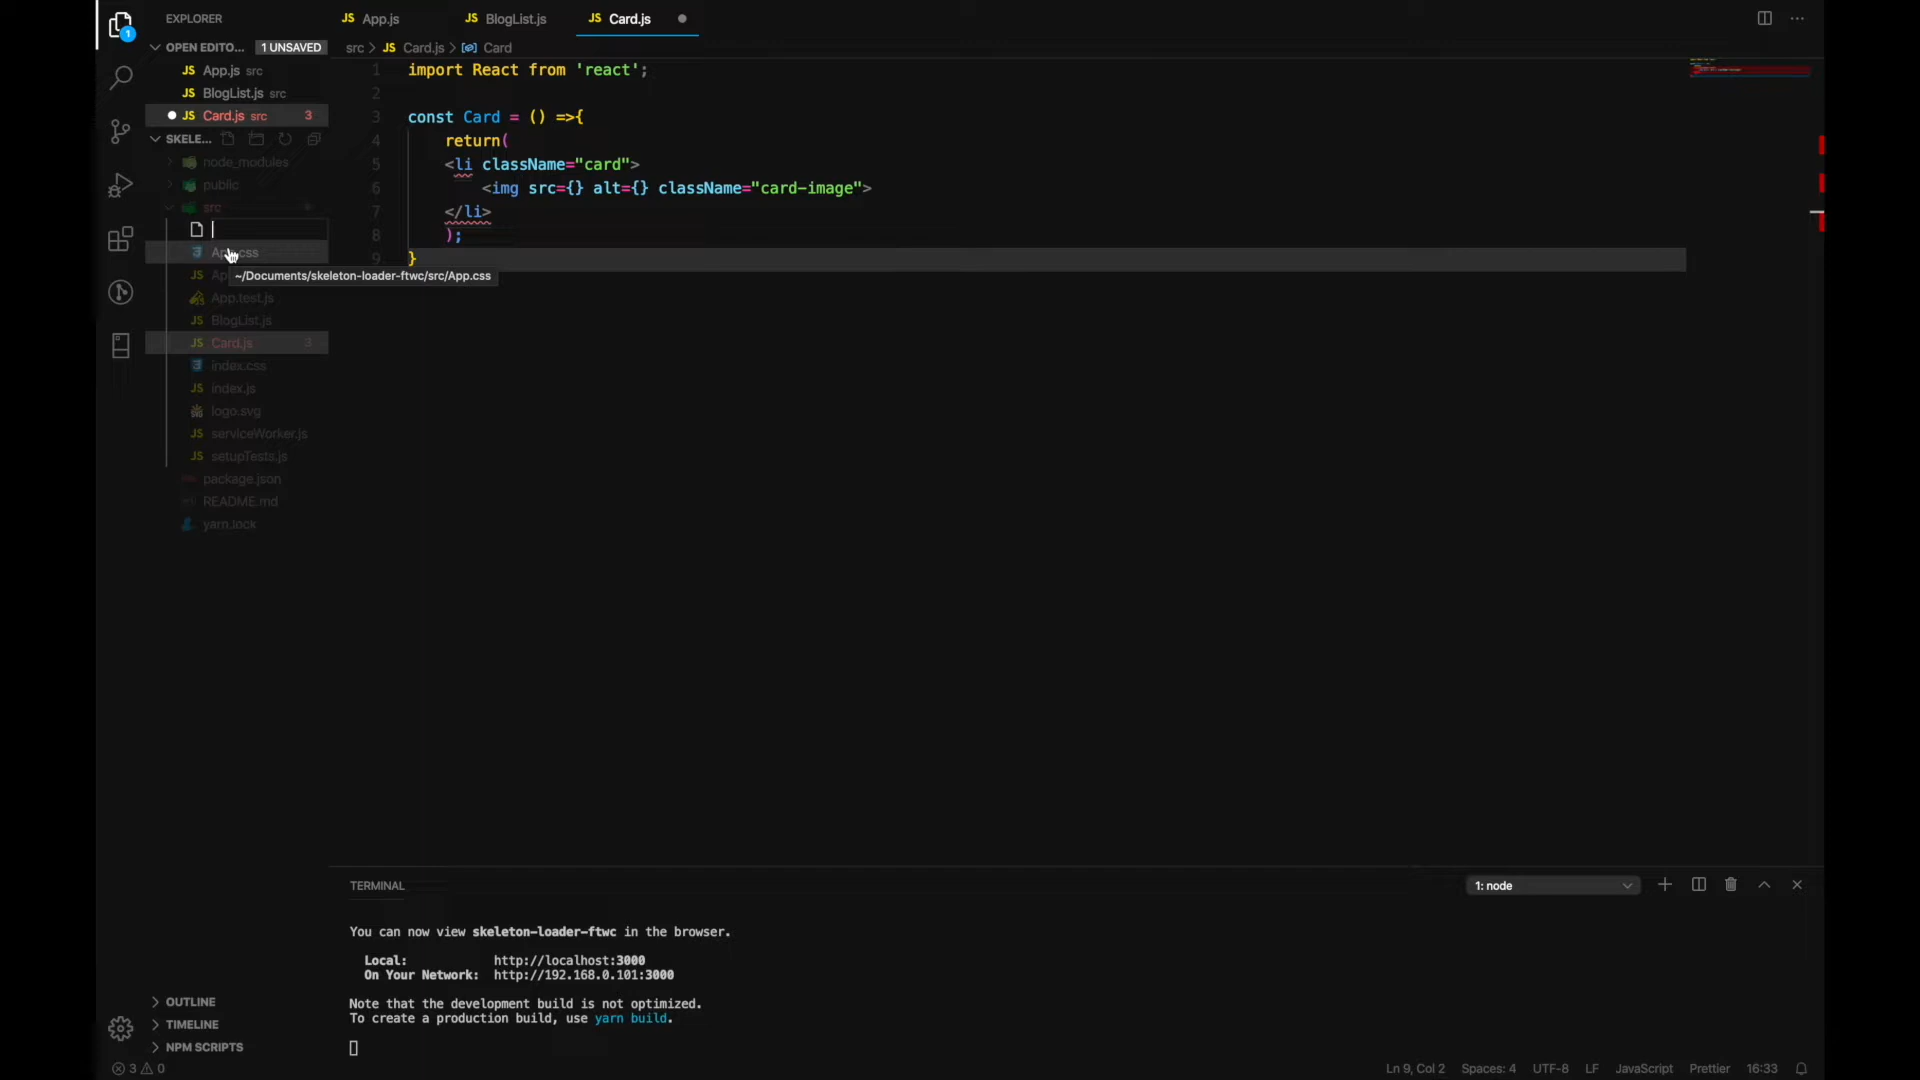 EXPLORER
App.js
BlogList.js
Card.js
OPEN EDITO... 1 UNSAVED
src > JS Card.js > Card
App.js src
BlogList.js src
Card.js src 3
SKELE...
node_modules
public
src
App.css
~/Documents/skeleton-loader-ftwc/src/App.css
App.test.js
BlogList.js
Card.js 3
index.css
index.js
logo.svg
serviceWorker.js
setupTests.js
package.json
README.md
yarn.lock
1 import React from 'react';
2
3 const Card = () =>{
4 return(
5 <li className="card">
6 <img src={} alt={} className="card-image">
7 </li>
8 );
9 }
TERMINAL
1: node
You can now view skeleton-loader-ftwc in the browser.
Local: http://localhost:3000
On Your Network: http://192.168.0.101:3000
Note that the development build is not optimized.
To create a production build, use yarn build.
OUTLINE
TIMELINE
NPM SCRIPTS
3 0
Ln 9, Col 2 Spaces: 4 UTF-8 LF JavaScript Prettier 16:33